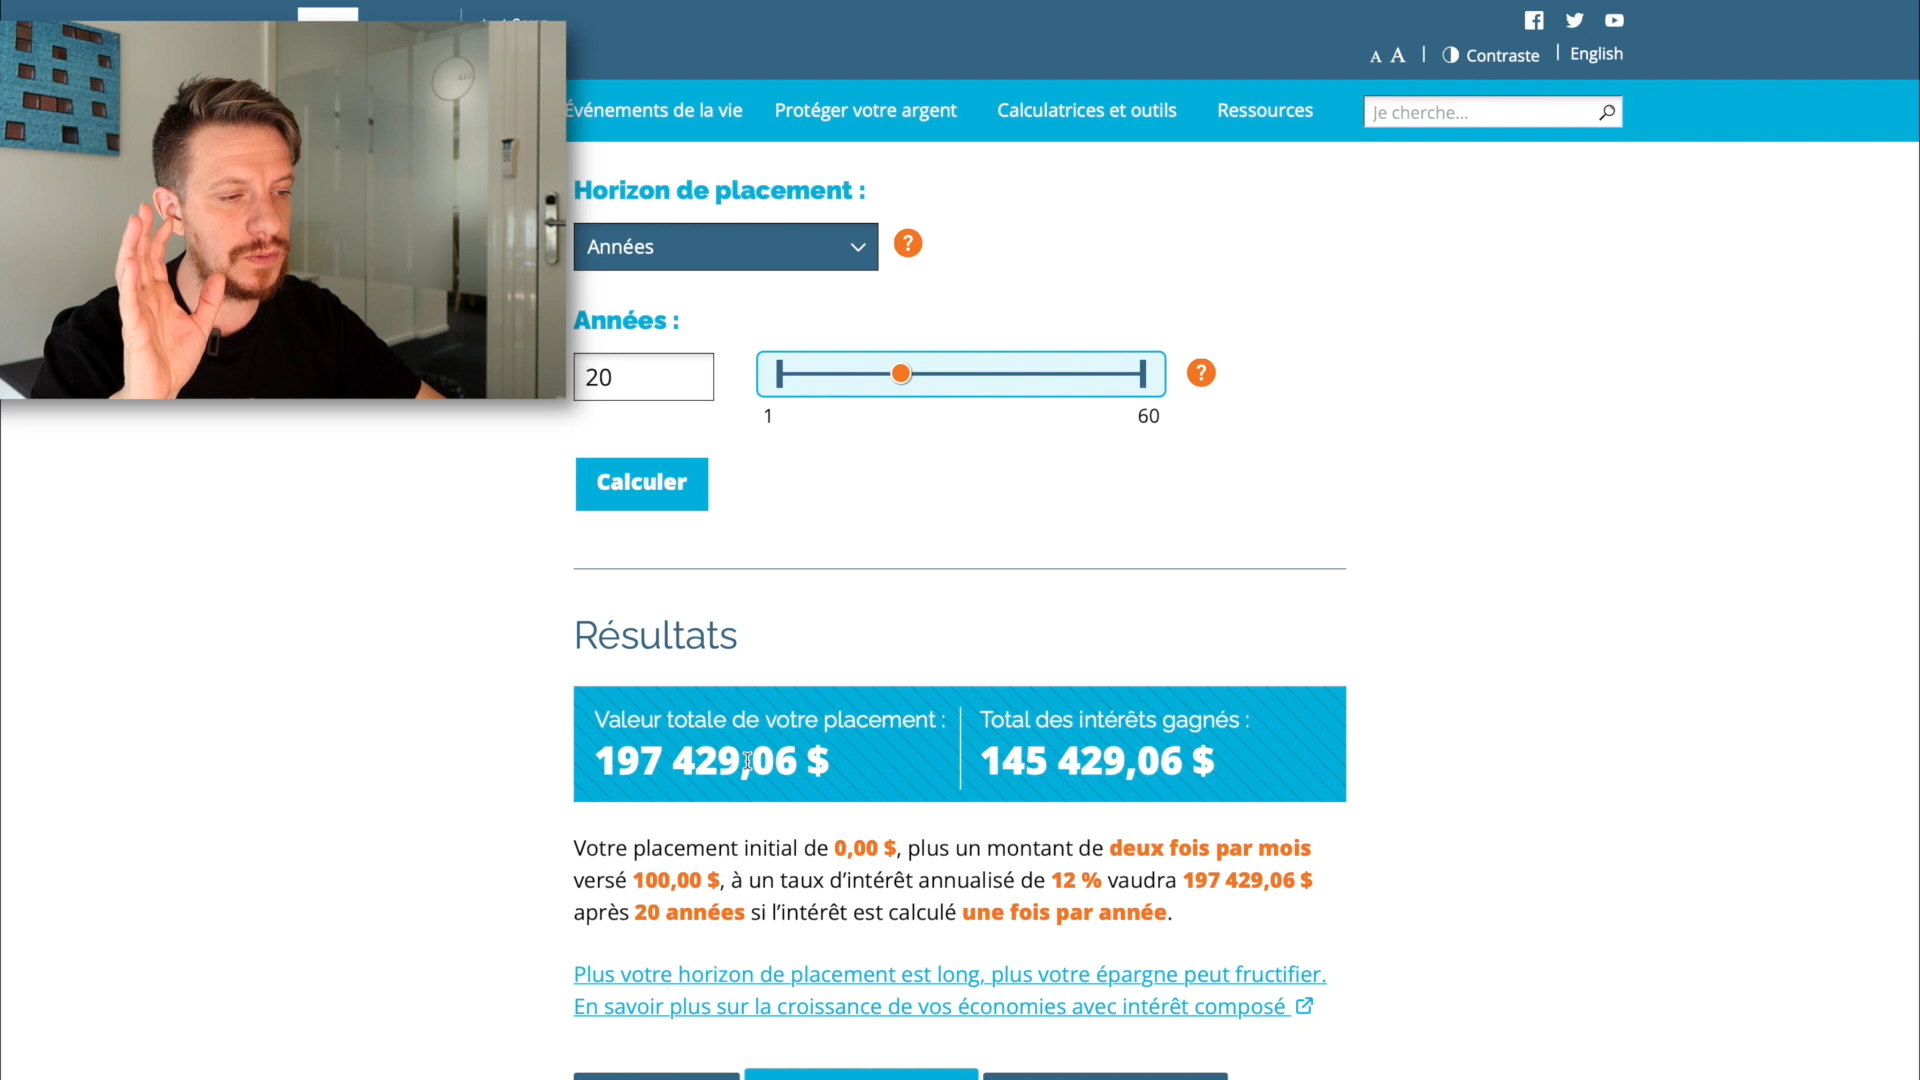 A A | Contraste | English
Événements de la vie Protéger votre argent Calculatrices et outils Ressources Je cherche...
Horizon de placement :
Années ?
Années :
20 ?
1 60
Calculer
Résultats
Valeur totale de votre placement : Total des intérêts gagnés :
197 429,06 $ 145 429,06 $
Votre placement initial de 0,00 $, plus un montant de deux fois par mois
versé 100,00 $, à un taux d’intérêt annualisé de 12 % vaudra 197 429,06 $
après 20 années si l’intérêt est calculé une fois par année.
Plus votre horizon de placement est long, plus votre épargne peut fructifier.
En savoir plus sur la croissance de vos économies avec intérêt composé